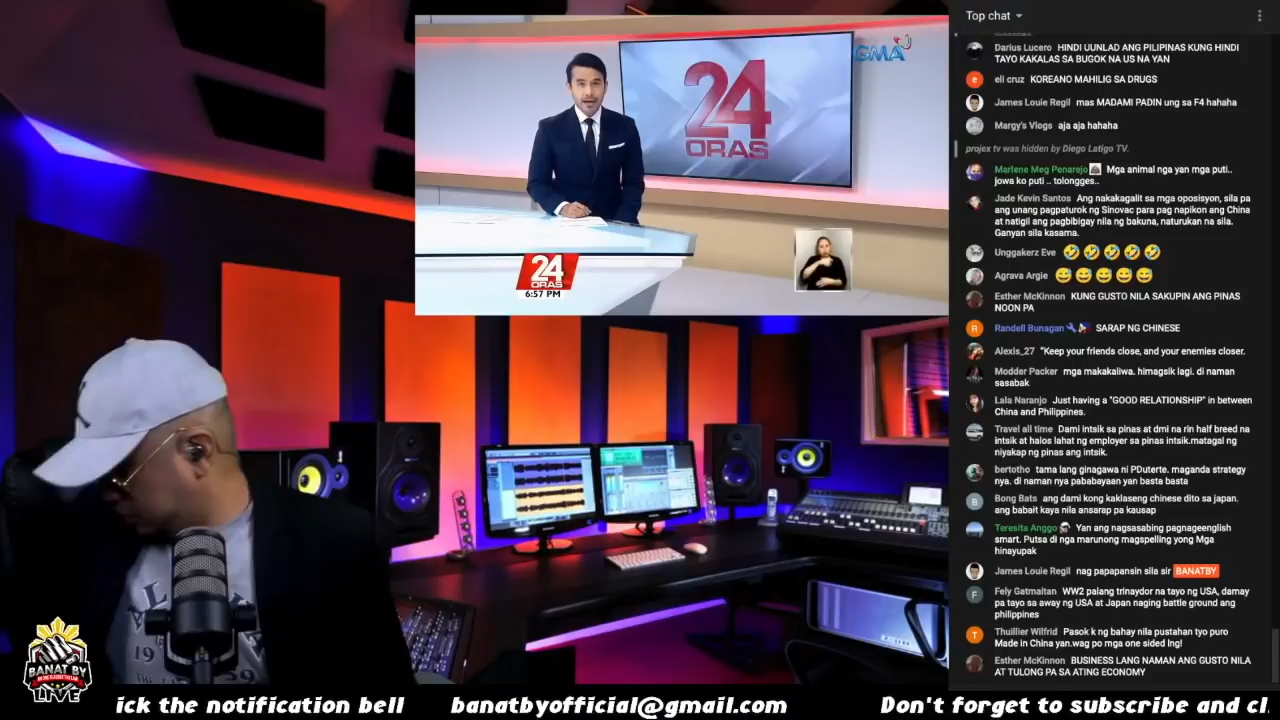 GMA
24
ORAS
24
ORAS
6:57 PM
Top chat
Darius Lucero HINDI UUNLAD ANG PILIPINAS KUNG HINDI
TAYO KAKALAS SA BUGOK NA US NA YAN
eli cruz KOREANO MAHILIG SA DRUGS
James Louie Regil mas MADAMI PADIN ung sa F4 hahaha
Margy's Vlogs aja aja hahaha
projex tv was hidden by Diego Latigo TV.
Marlene Meg Penarejo Mga animal nga yan mga puti..
jowa ko puti .. tolongges..
Jade Kevin Santos Ang nakakagalit sa mga oposisyon, sila pa
ang unang pagpaturok ng Sinovac para pag napikon ang China
at natigil ang pagbibigay nila ng bakuna, naturukan na sila.
Ganyan sila kasama.
Unggakerz Eve 🤣🤣🤣🤣🤣
Agrava Argie 😅😅😅😅😅
Esther McKinnon KUNG GUSTO NILA SAKUPIN ANG PINAS
NOON PA
Randell Bunagan SARAP NG CHINESE
Alexis_27 "Keep your friends close, and your enemies closer.
Modder Packer mga makakaliwa. himagsik lagi. di naman
sasabak
Lala Naranjo Just having a "GOOD RELATIONSHIP" in between
China and Philippines.
Travel all time Dami intsik sa pinas at dmi na rin half breed na
intsik at halos lahat ng employer sa pinas intsik.matagal ng
niyakap ng pinas ang intsik.
bertotho tama lang ginagawa ni PDuterte. maganda strategy
nya. di naman nya pababayaan yan basta basta
Bong Bats ang dami kong kaklaseng chinese dito sa japan.
ang babait kaya nila ansarap pa kausap
Teresita Anggo Yan ang nagsasabing pagnageenglish
smart. Putsa di nga marunong magspelling yong Mga
hinayupak
James Louie Regil nag papapansin sila sir BANATBY
Fely Gatmaitan WW2 palang trinaydor na tayo ng USA, damay
pa tayo sa away ng USA at Japan naging battle ground ang
philippines
Thuillier Wilfrid Pasok k ng bahay nila pustahan tyo puro
Made in China yan.wag po mga one sided lng!
Esther McKinnon BUSINESS LANG NAMAN ANG GUSTO NILA
AT TULONG PA SA ATING ECONOMY
BANAT BY
LIVE
ick the notification bell banatbyofficial@gmail.com Don't forget to subscribe and cl